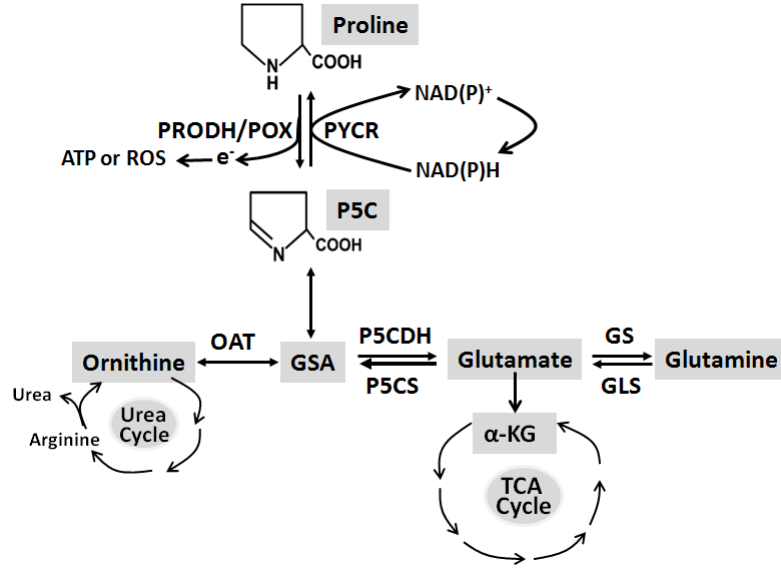 Proline
N
H
COOH
NAD(P)⁺
PRODH/POX
PYCR
ATP or ROS
e⁻
NAD(P)H
P5C
N
COOH
OAT
P5CDH
GS
Ornithine
GSA
Glutamate
Glutamine
P5CS
GLS
Urea
Urea
Cycle
Arginine
α-KG
TCA
Cycle